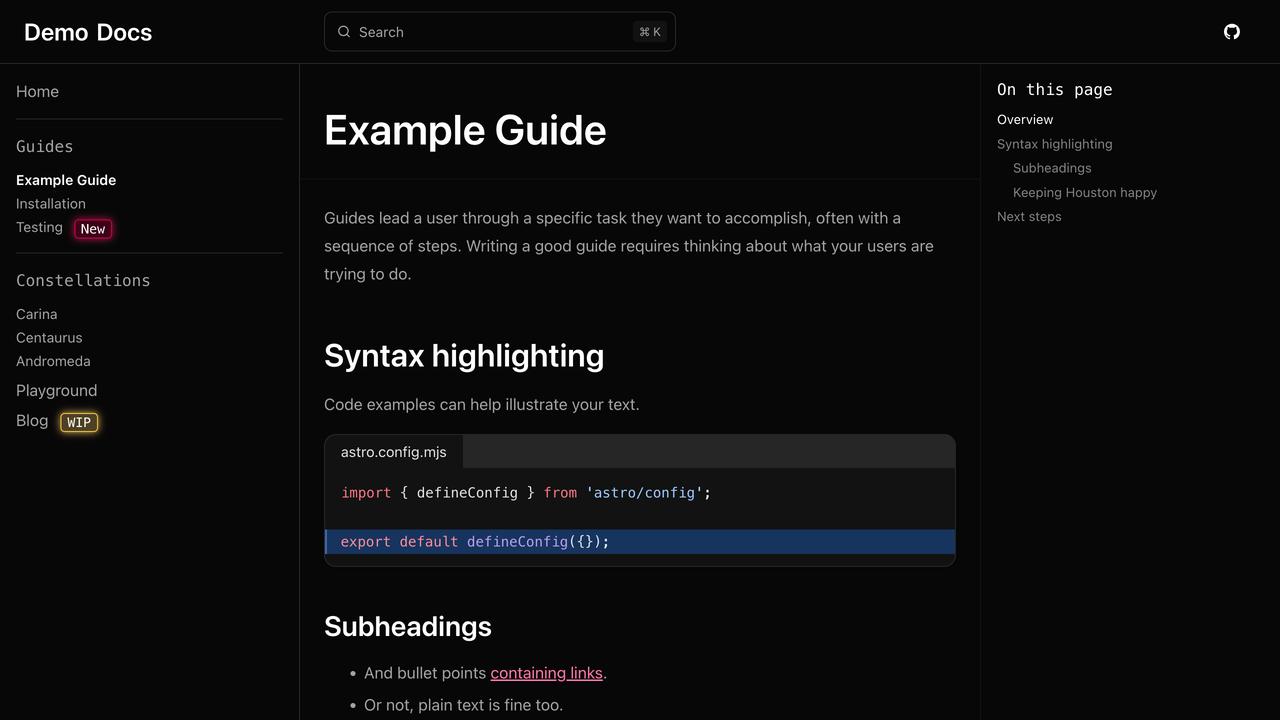 Demo Docs
Search
⌘ K
Home
Guides
Example Guide
Installation
Testing New
Constellations
Carina
Centaurus
Andromeda
Playground
Blog WIP
Example Guide
Guides lead a user through a specific task they want to accomplish, often with a
sequence of steps. Writing a good guide requires thinking about what your users are
trying to do.
Syntax highlighting
Code examples can help illustrate your text.
astro.config.mjs
import { defineConfig } from 'astro/config';
export default defineConfig({});
Subheadings
• And bullet points containing links.
• Or not, plain text is fine too.
On this page
Overview
Syntax highlighting
Subheadings
Keeping Houston happy
Next steps